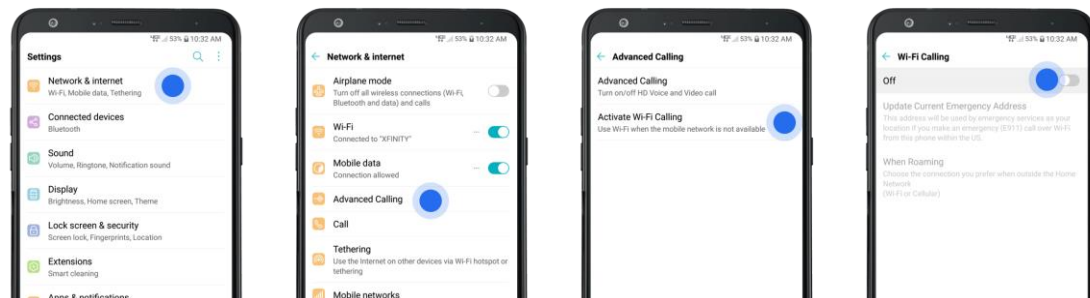 53% 10:32 AM
Settings
Network & internet
Wi-Fi, Mobile data, Tethering
Connected devices
Bluetooth
Sound
Volume, Ringtone, Notification sound
Display
Brightness, Home screen, Theme
Lock screen & security
Screen lock, Fingerprints, Location
Extensions
Smart cleaning
Apps & notifications
53% 10:32 AM
Network & internet
Airplane mode
Turn off all wireless connections (Wi-Fi,
Bluetooth and data) and calls
Wi-Fi
Connected to "XFINITY"
Mobile data
Connection allowed
Advanced Calling
Call
Tethering
Use the Internet on other devices via Wi-Fi hotspot or
tethering
Mobile networks
53% 10:32 AM
Advanced Calling
Advanced Calling
Turn on/off HD Voice and Video call
Activate Wi-Fi Calling
Use Wi-Fi when the mobile network is not available
53% 10:32 AM
Wi-Fi Calling
Off
Update Current Emergency Address
This address will be used by emergency services as your
location if you make an emergency (E911) call over Wi-Fi
from this phone within the US.
When Roaming
Choose the connection you prefer when outside the Home
Network
(Wi-Fi or Cellular)